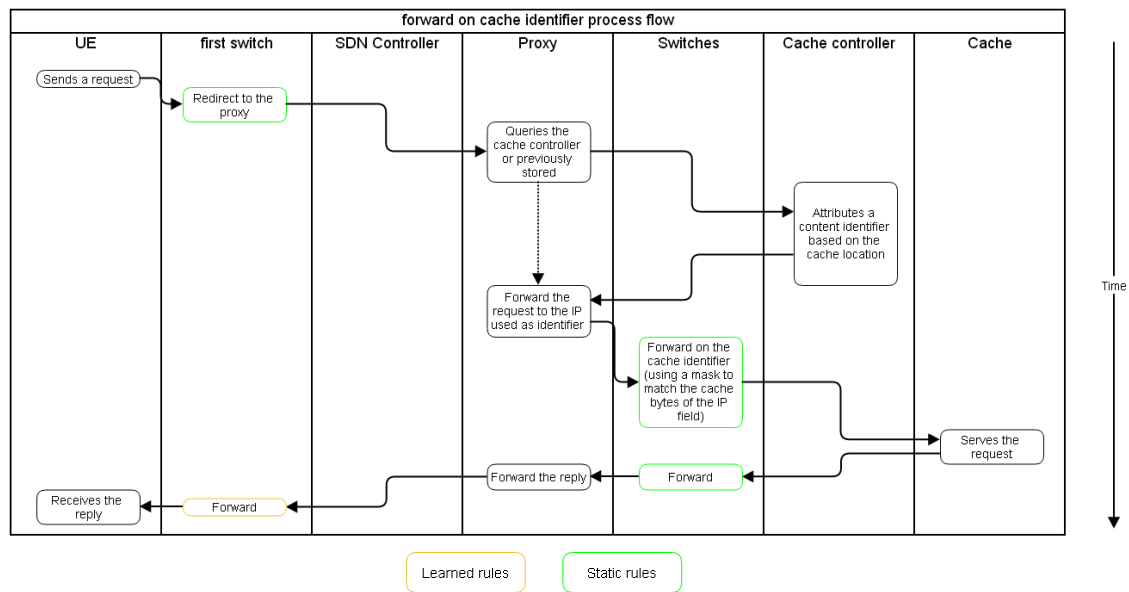 forward on cache identifier process flow
UE
first switch
SDN Controller
Proxy
Switches
Cache controller
Cache
Sends a request
Redirect to the
proxy
Queries the
cache controller
or previously
stored
Attributes a
content identifier
based on the
cache location
Time
Forward the
request to the IP
used as identifier
Forward on the
cache identifier
(using a mask to
match the cache
bytes of the IP
field)
Serves the
request
Forward
Forward the reply
Forward
Receives the
reply
Learned rules
Static rules